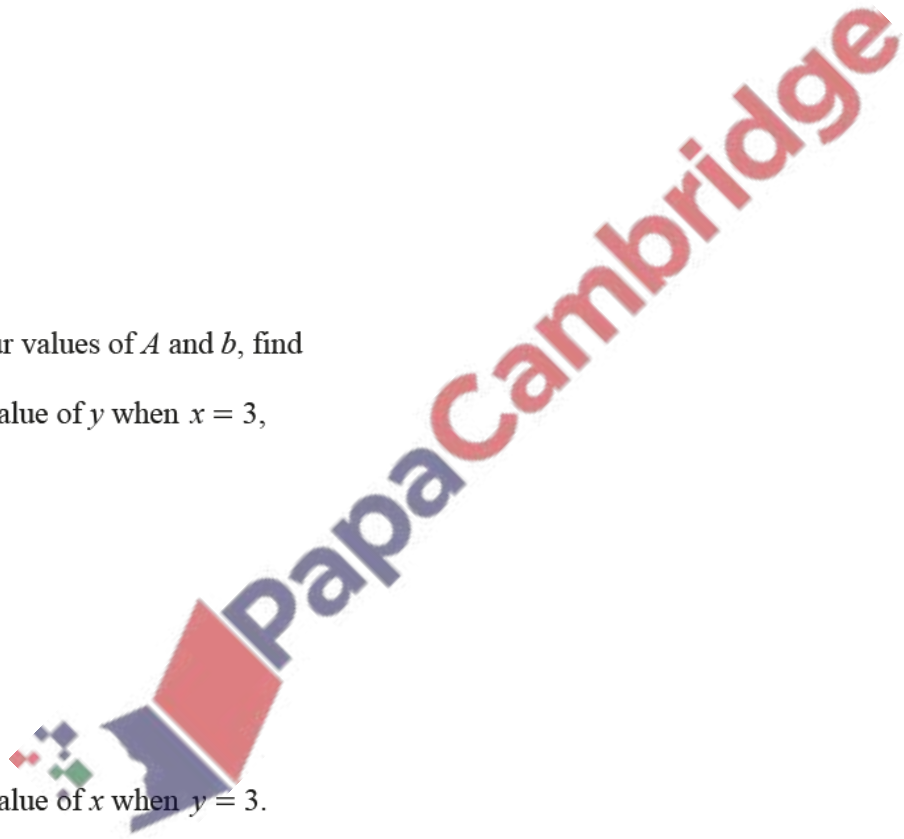 r values of A and b, find
alue of y when x = 3,
PapaCambridge
alue of x when y = 3.